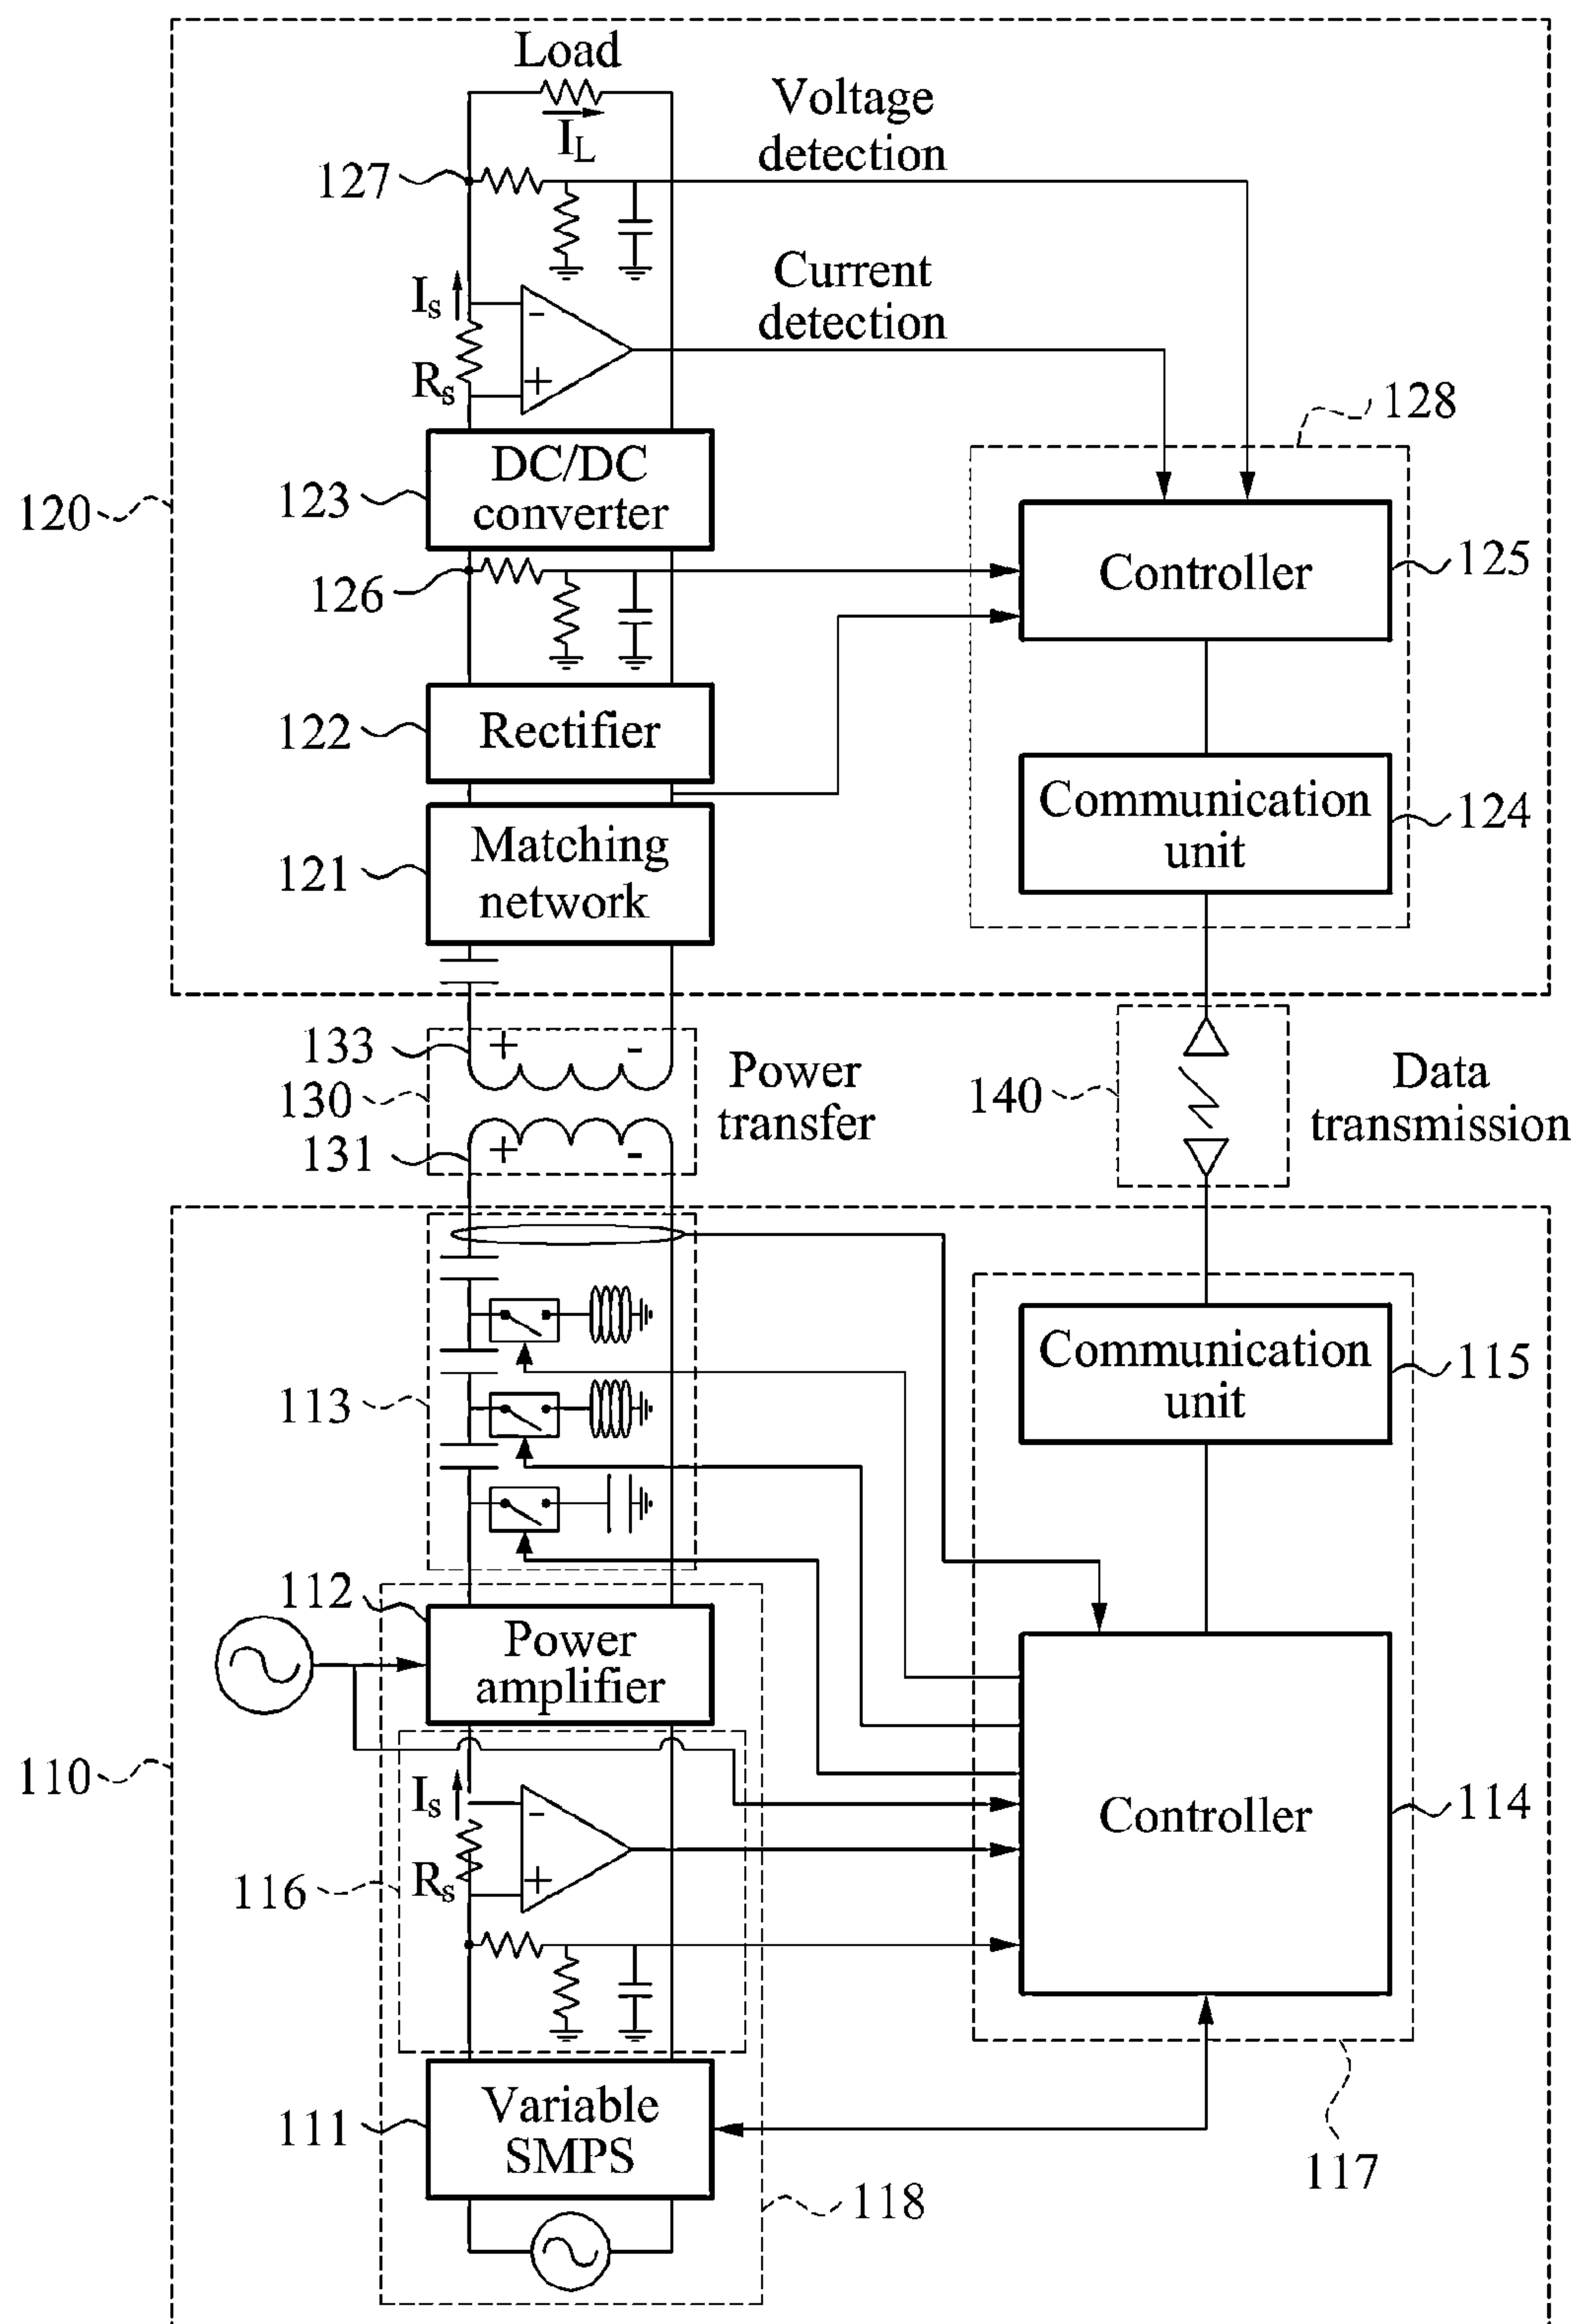 Load
I_L
Voltage
detection
127
Current
detection
I_s
-
R_s
+
128
DC/DC
converter
123
120
Controller
125
126
Rectifier
122
Communication
unit
124
Matching
network
121
133
+
-
130
Power
transfer
131
+
-
140
Data
transmission
Communication
unit
115
113
112
Power
amplifier
110
I_s
-
R_s
+
116
Controller
114
Variable
SMPS
111
117
118